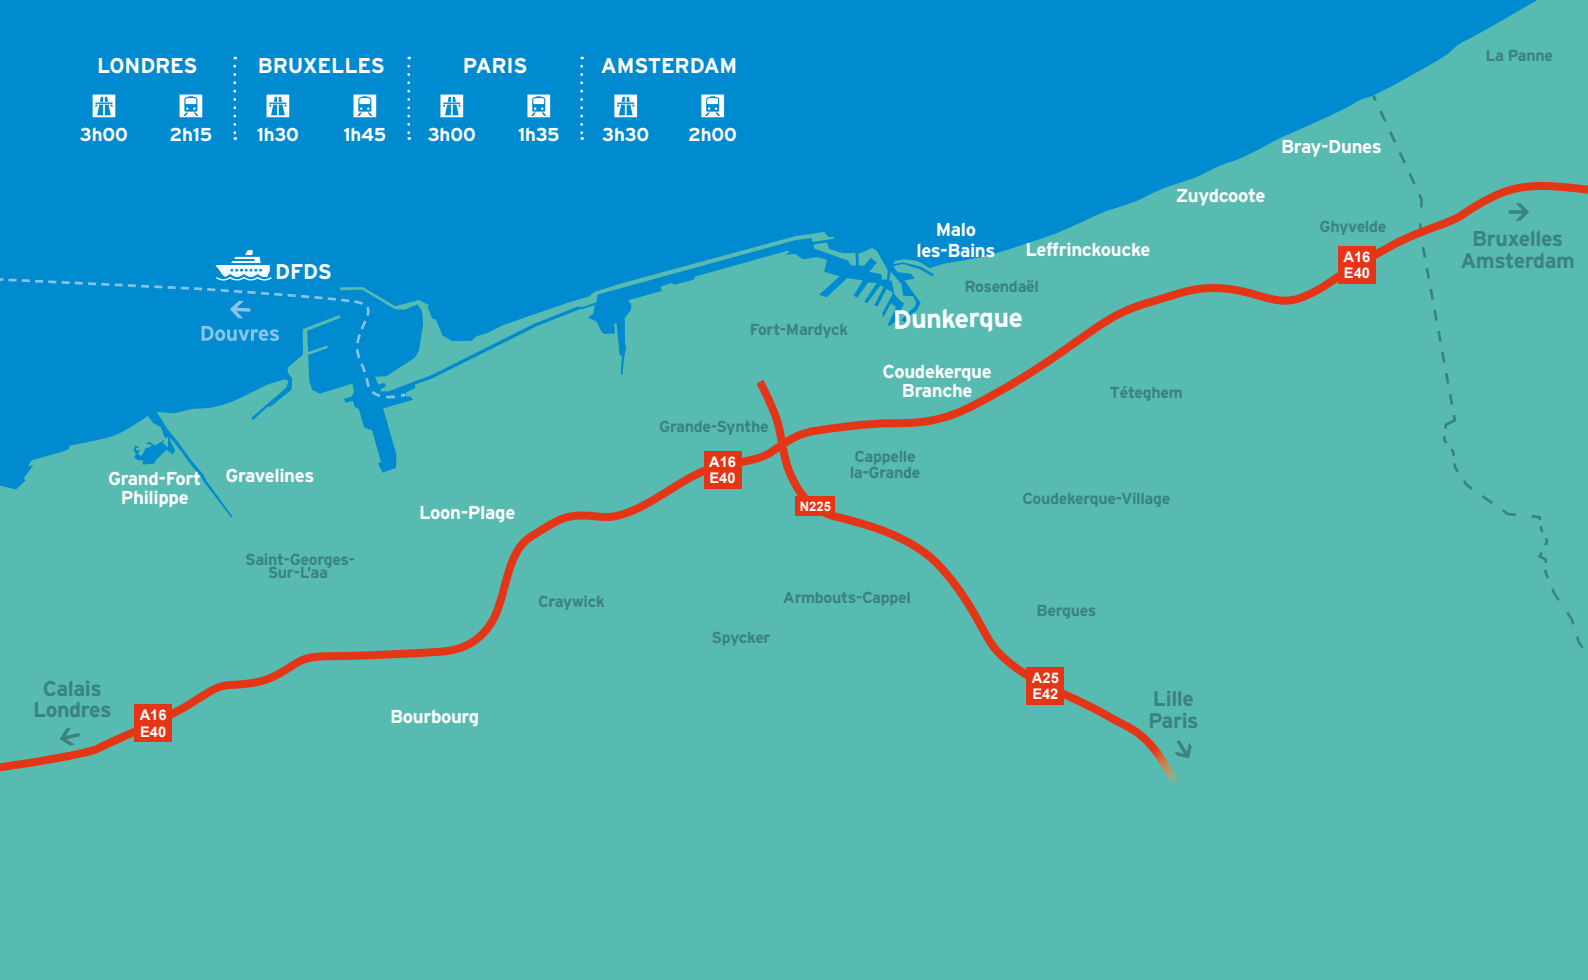 LONDRES
3h00
2h15
BRUXELLES
1h30
1h45
PARIS
3h00
1h35
AMSTERDAM
3h30
2h00
La Panne
Bray-Dunes
Zuydcoote
Ghyvelde
Bruxelles
Amsterdam
A16
E40
Malo
les-Bains
Leffrinckoucke
Rosendaël
Dunkerque
Fort-Mardyck
DFDS
Douvres
Coudekerque
Branche
Téteghem
Grande-Synthe
A16
E40
Cappelle
la-Grande
Coudekerque-Village
N225
Grand-Fort
Philippe
Gravelines
Loon-Plage
Saint-Georges-
Sur-L'aa
Craywick
Armbouts-Cappel
Spycker
Bergues
A25
E42
Lille
Paris
Calais
Londres
A16
E40
Bourbourg